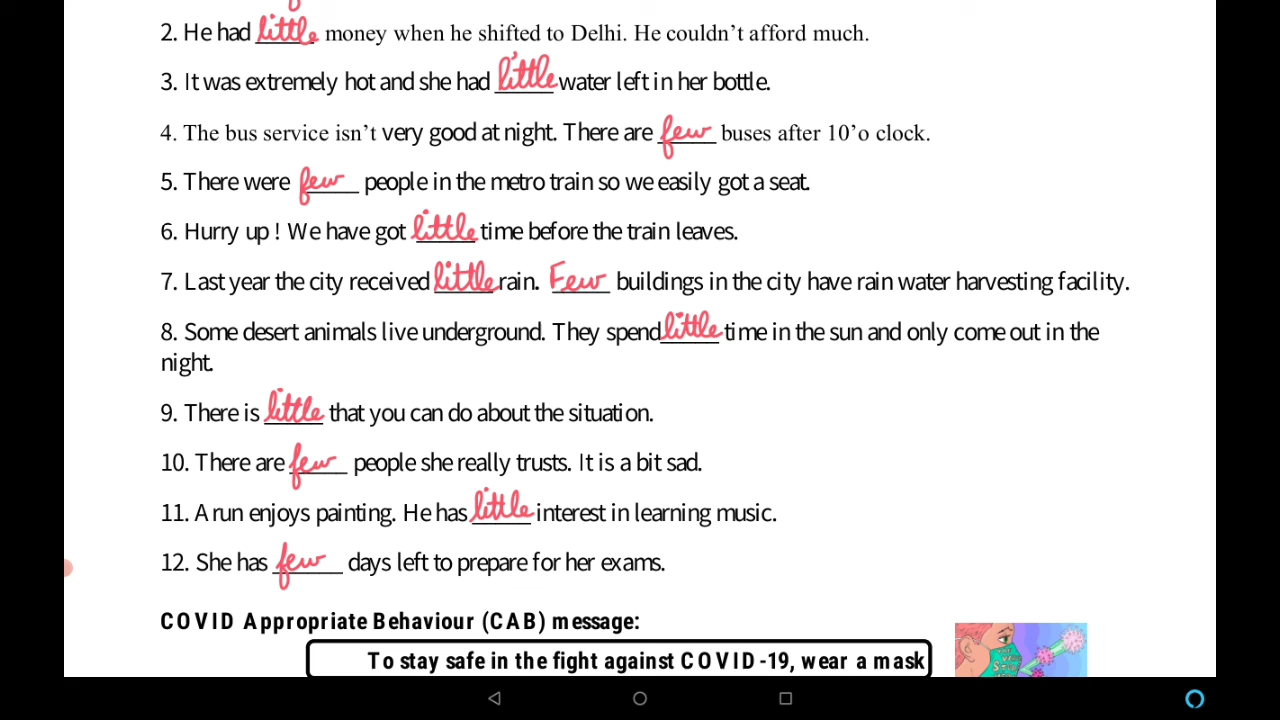 2. He had little money when he shifted to Delhi. He couldn't afford much.
3. It was extremely hot and she had little water left in her bottle.
4. The bus service isn't very good at night. There are few buses after 10'o clock.
5. There were few people in the metro train so we easily got a seat.
6. Hurry up ! We have got little time before the train leaves.
7. Last year the city received little rain. Few buildings in the city have rain water harvesting facility.
8. Some desert animals live underground. They spend little time in the sun and only come out in the
night.
9. There is little that you can do about the situation.
10. There are few people she really trusts. It is a bit sad.
11. Arun enjoys painting. He has little interest in learning music.
12. She has few days left to prepare for her exams.
COVID Appropriate Behaviour (CAB) message:
To stay safe in the fight against COVID-19, wear a mask